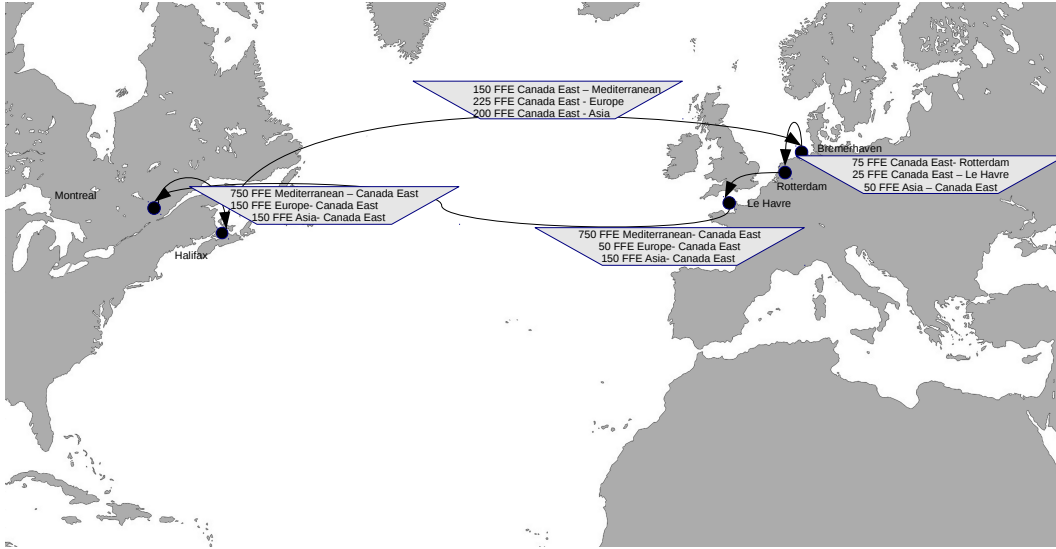 150 FFE Canada East – Mediterranean
225 FFE Canada East - Europe
200 FFE Canada East - Asia
Bremerhaven
75 FFE Canada East- Rotterdam
25 FFE Canada East – Le Havre
50 FFE Asia – Canada East
Rotterdam
Le Havre
Montreal
750 FFE Mediterranean – Canada East
150 FFE Europe- Canada East
150 FFE Asia- Canada East
Halifax
750 FFE Mediterranean- Canada East
50 FFE Europe- Canada East
150 FFE Asia- Canada East